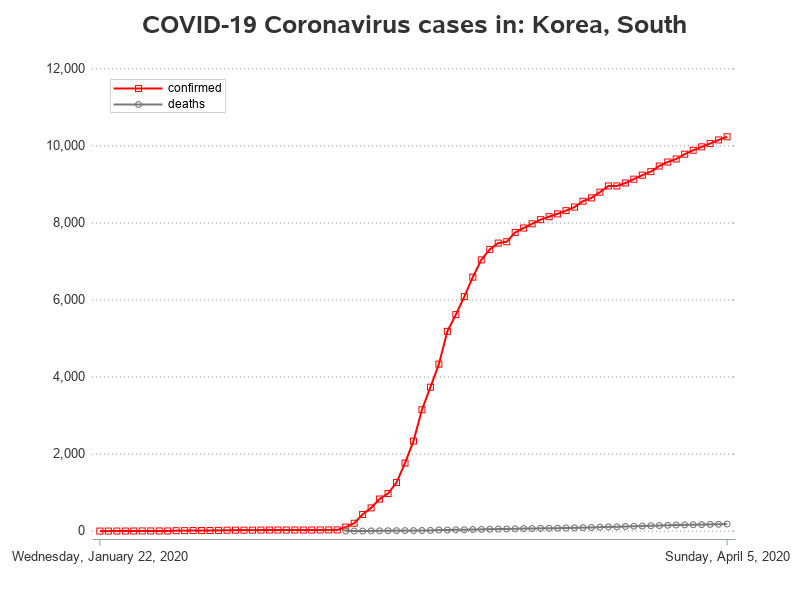 COVID-19 Coronavirus cases in: Korea, South
12,000
confirmed
deaths
10,000
8,000
6,000
4,000
2,000
0
Wednesday, January 22, 2020
Sunday, April 5, 2020